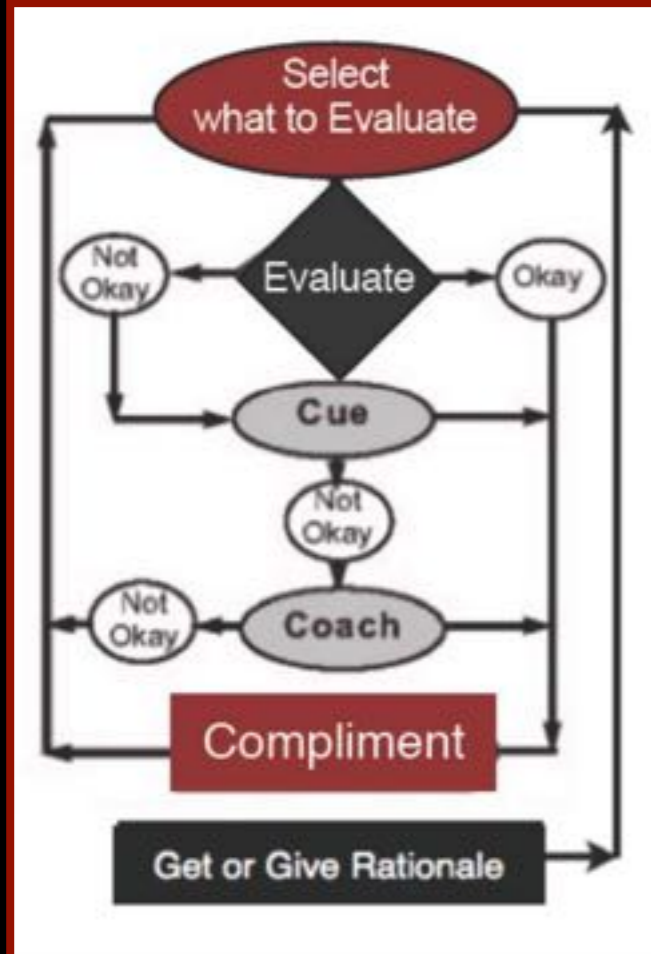 Select
what to Evaluate
Not
Okay
Evaluate
Okay
Cue
Not
Okay
Not
Okay
Coach
Compliment
Get or Give Rationale